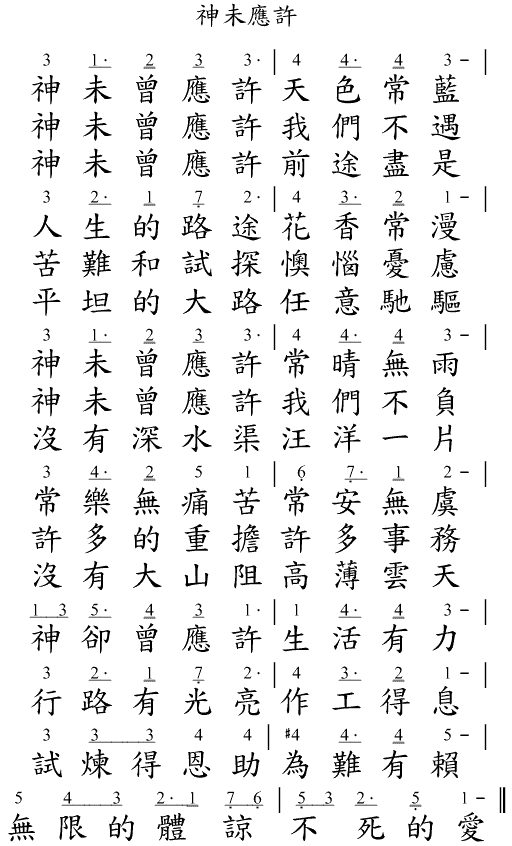 神未應許
3 1· 2 3 3· | 4 4· 4 3 – |
神未曾應許天色常藍
神未曾應許我們不遇
神未曾應許前途盡是
3 2· 1 7 2· | 4 3· 2 1 – |
人生的路途花香常漫
苦難和試探懊惱憂慮
平坦的大路任意馳驅
3 1· 2 3 3· | 4 4· 4 3 – |
神未曾應許常晴無雨
神未曾應許我們不負
沒有深水渠汪洋一片
3 4· 2 5 1 | 6 7· 1 2 – |
常樂無痛苦常安無虞
許多的重擔許多事務
沒有大山阻高薄雲天
1 3 5· 4 3 1· | 1 4· 4 3 – |
神卻曾應許生活有力
3 2· 1 7 2· | 4 3· 2 1 – |
行路有光亮作工得息
3 3 3 4 4 | #4 4· 4 5 – |
試煉得恩助為難有賴
5 4 3 2· 1 7 6 | 5 3 2· 5 1 – ‖
無限的體諒不死的愛